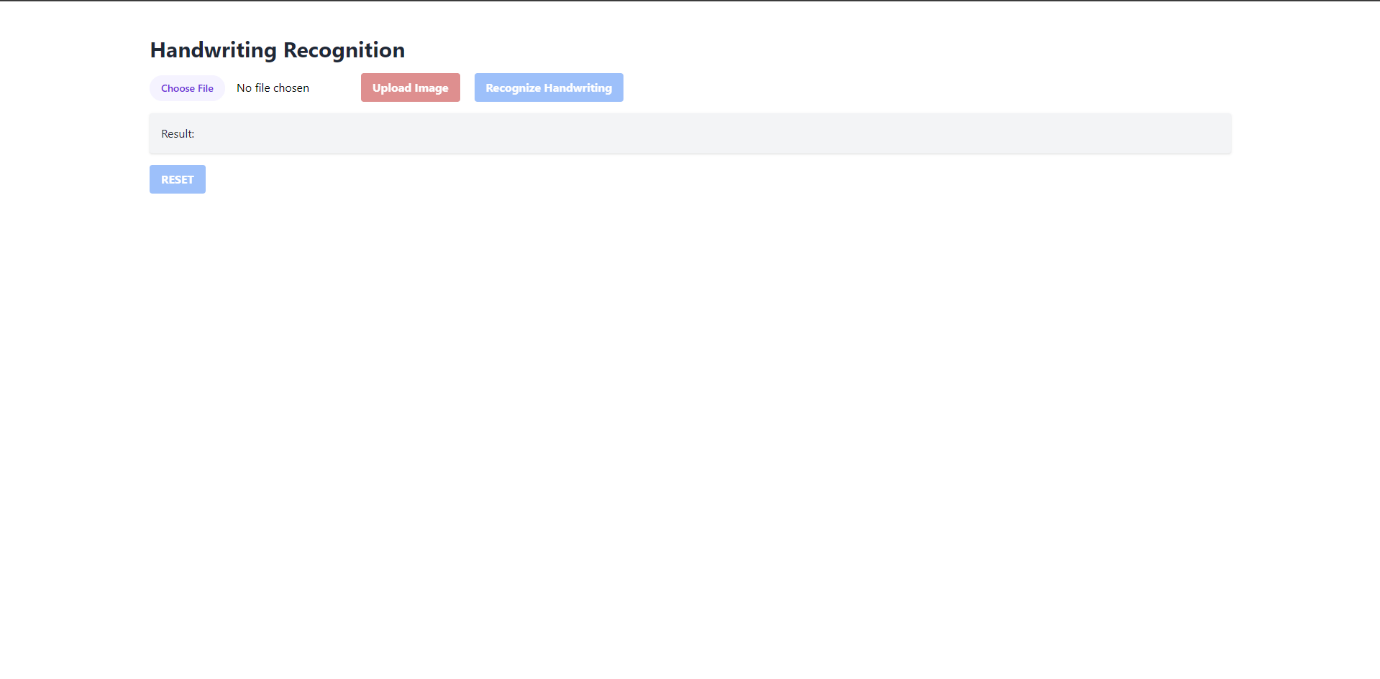 Handwriting Recognition
Choose File No file chosen Upload Image Recognize Handwriting
Result:
RESET